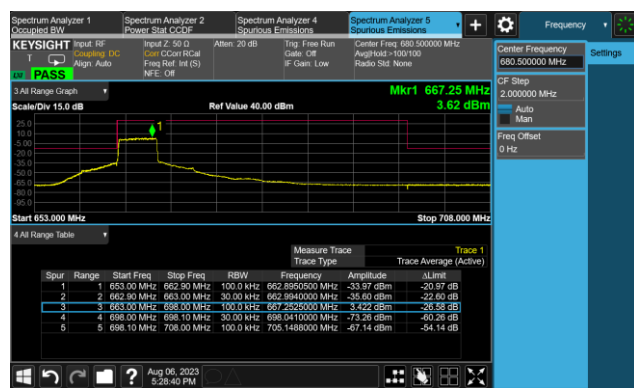 Spectrum Analyzer 1
Occupied BW
Spectrum Analyzer 2
Power Stat CCDF
Spectrum Analyzer 4
Spurious Emissions
Spectrum Analyzer 5
Spurious Emissions
Frequency
KEYSIGHT
Input: RF
Coupling: DC
Align: Auto
Input Z: 50 Ω
Corr CCorr RCal
Freq Ref: Int (S)
NFE: Off
Atten: 20 dB
Trig: Free Run
Gate: Off
IF Gain: Low
Center Freq: 680.500000 MHz
Avg|Hold:>100/100
Radio Std: None
LXI PASS
Center Frequency
680.500000 MHz
Settings
CF Step
2.000000 MHz
Auto
Man
Freq Offset
0 Hz
3 All Range Graph
Mkr1 667.25 MHz
Scale/Div 15.0 dB
Ref Value 40.00 dBm
3.62 dBm
25.0
10.0
-5.00
-20.0
-35.0
-50.0
-65.0
-80.0
-95.0
1
Start 653.000 MHz
Stop 708.000 MHz
4 All Range Table
Measure Trace Trace 1
Trace Type Trace Average (Active)
Spur Range Start Freq Stop Freq RBW Frequency Amplitude ΔLimit
1 1 653.00 MHz 662.90 MHz 100.0 kHz 662.8950500 MHz -33.97 dBm -20.97 dB
2 2 662.90 MHz 663.00 MHz 30.00 kHz 662.9940000 MHz -35.60 dBm -22.60 dB
3 3 663.00 MHz 698.00 MHz 100.0 kHz 667.2525000 MHz 3.422 dBm -26.58 dB
4 4 698.00 MHz 698.10 MHz 30.00 kHz 698.0410000 MHz -73.26 dBm -60.26 dB
5 5 698.10 MHz 708.00 MHz 100.0 kHz 705.1488000 MHz -67.14 dBm -54.14 dB
Aug 06, 2023
5:28:40 PM